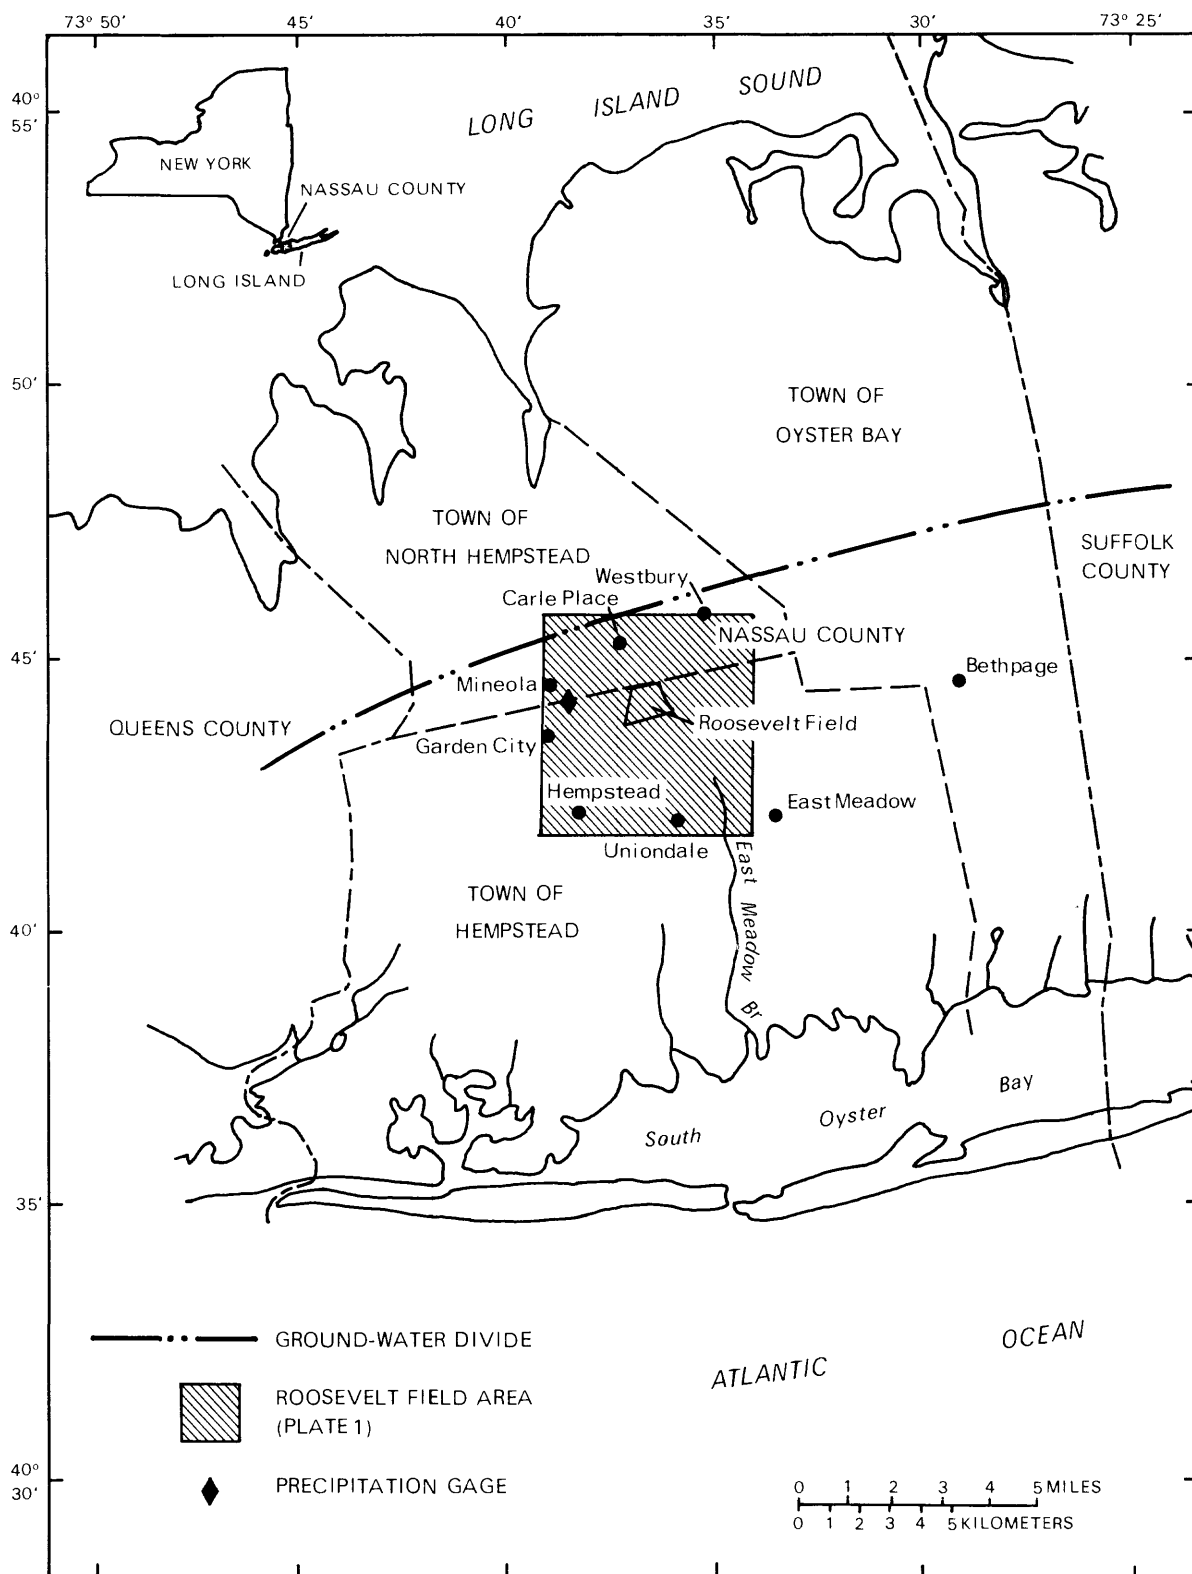 73° 50'
45'
40'
35'
30'
73° 25'
40°
55'
LONG ISLAND SOUND
NEW YORK
NASSAU COUNTY
LONG ISLAND
50'
TOWN OF
OYSTER BAY
TOWN OF
NORTH HEMPSTEAD
SUFFOLK
COUNTY
Westbury
Carle Place
NASSAU COUNTY
45'
Bethpage
Mineola
QUEENS COUNTY
Roosevelt Field
Garden City
Hempstead
East Meadow
Uniondale
East Meadow Br
TOWN OF
HEMPSTEAD
40'
South Oyster Bay
35'
GROUND-WATER DIVIDE
ATLANTIC OCEAN
ROOSEVELT FIELD AREA
(PLATE 1)
40°
30'
PRECIPITATION GAGE
0 1 2 3 4 5 MILES
0 1 2 3 4 5 KILOMETERS